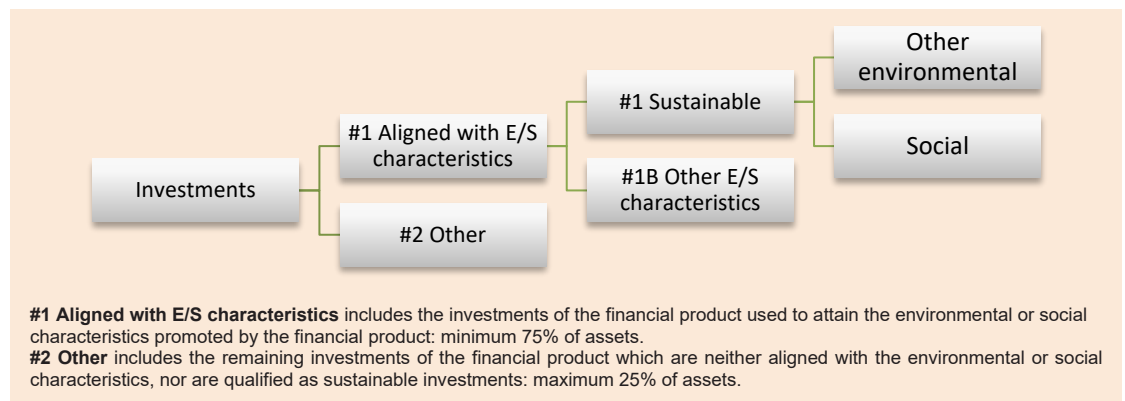 Other
environmental
#1 Sustainable
#1 Aligned with E/S
characteristics
Social
Investments
#1B Other E/S
characteristics
#2 Other
#1 Aligned with E/S characteristics includes the investments of the financial product used to attain the environmental or social
characteristics promoted by the financial product: minimum 75% of assets.
#2 Other includes the remaining investments of the financial product which are neither aligned with the environmental or social
characteristics, nor are qualified as sustainable investments: maximum 25% of assets.